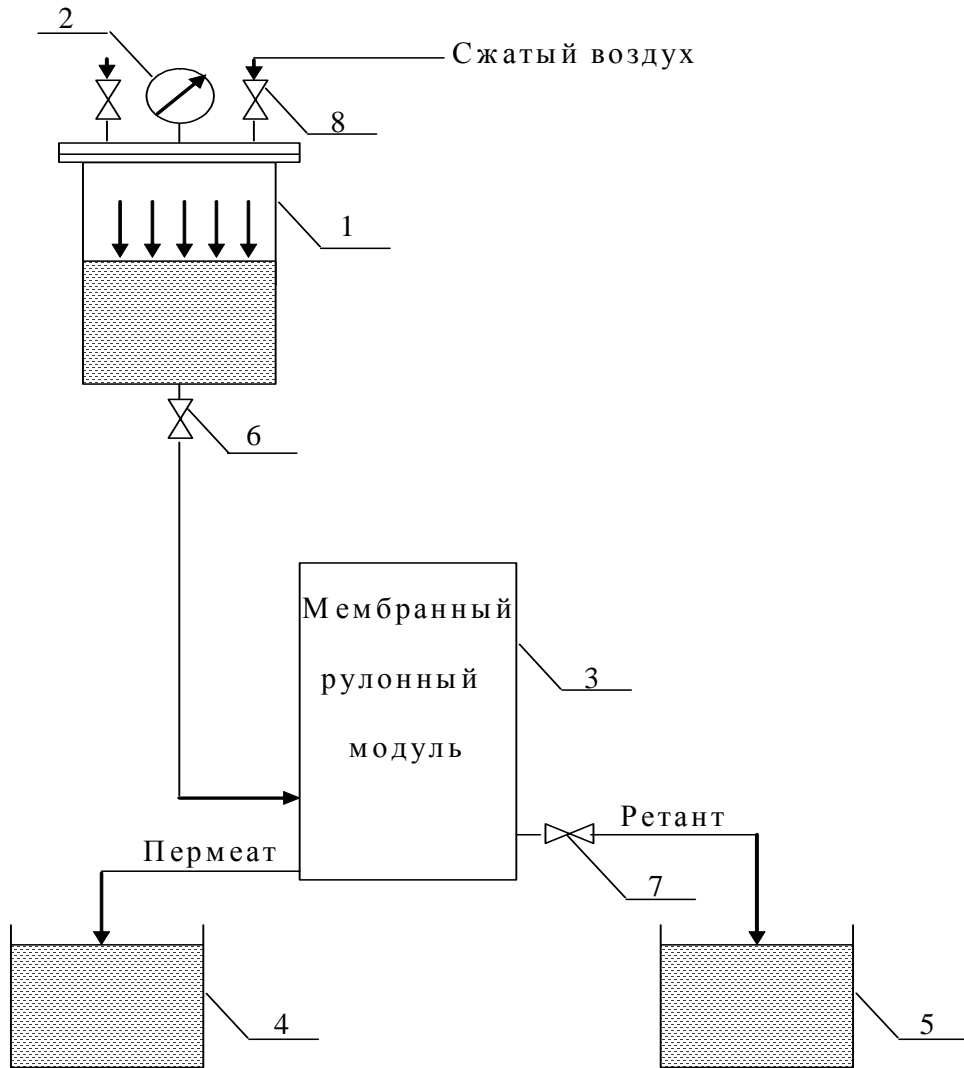 2
Сжатый воздух
8
1
6
Мембранный
рулонный
модуль
3
Ретант
Пермеат
7
4
5